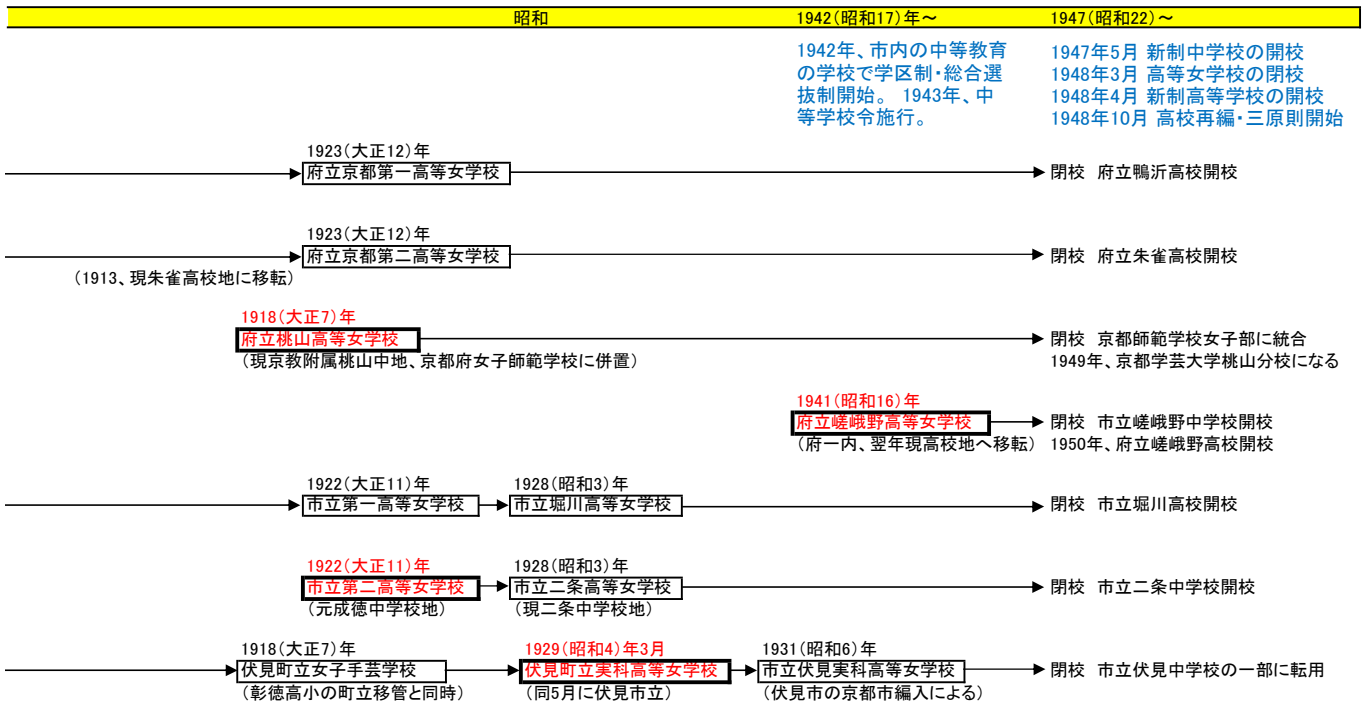 昭和 1942(昭和17)年～ 1947(昭和22)～
1942年、市内の中等教育
の学校で学区制・総合選
抜制開始。 1943年、中
等学校令施行。
1947年5月 新制中学校の開校
1948年3月 高等女学校の閉校
1948年4月 新制高等学校の開校
1948年10月 高校再編・三原則開始
1923(大正12)年
府立京都第一高等女学校 閉校 府立鴨沂高校開校
1923(大正12)年
府立京都第二高等女学校 閉校 府立朱雀高校開校
(1913、現朱雀高校地に移転)
1918(大正7)年
府立桃山高等女学校 閉校 京都師範学校女子部に統合
(現京教附属桃山中地、京都府女子師範学校に併置) 1949年、京都学芸大学桃山分校になる
1941(昭和16)年
府立嵯峨野高等女学校 閉校 市立嵯峨野中学校開校
(府一内、翌年現高校地へ移転) 1950年、府立嵯峨野高校開校
1922(大正11)年 1928(昭和3)年
市立第一高等女学校 市立堀川高等女学校 閉校 市立堀川高校開校
1922(大正11)年 1928(昭和3)年
市立第二高等女学校 市立二条高等女学校 閉校 市立二条中学校開校
(元成徳中学校地) (現二条中学校地)
1918(大正7)年 1929(昭和4)年3月 1931(昭和6)年
伏見町立女子手芸学校 伏見町立実科高等女学校 市立伏見実科高等女学校 閉校 市立伏見中学校の一部に転用
(彰徳高小の町立移管と同時) (同5月に伏見市立) (伏見市の京都市編入による)